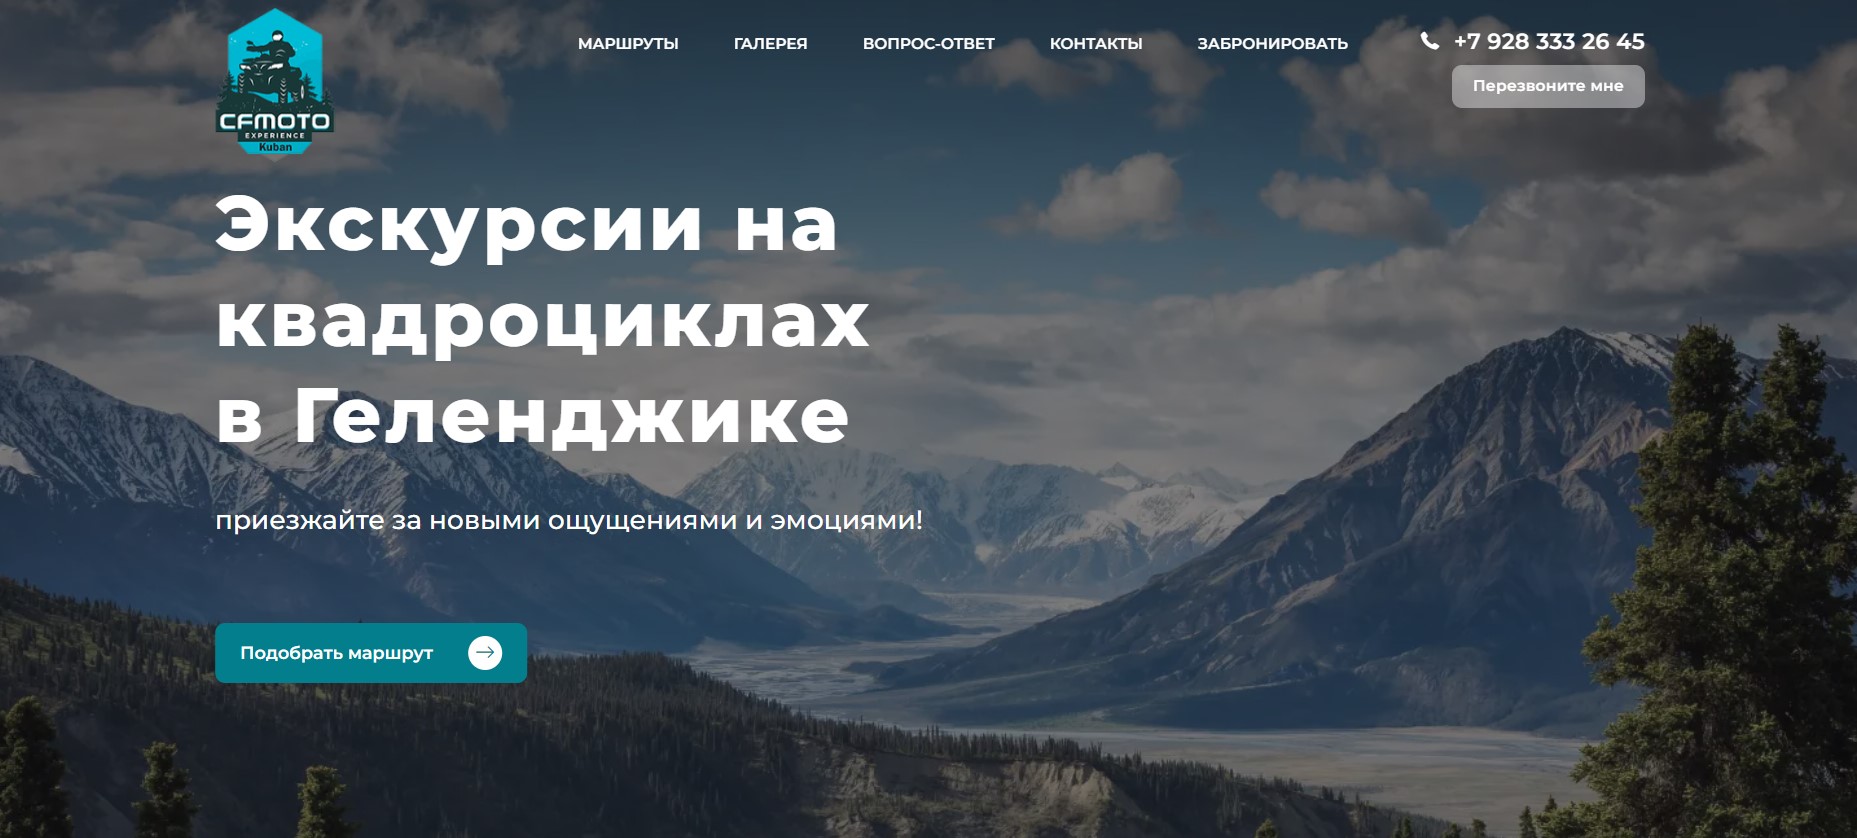 CFMOTO
EXPERIENCE
Kuban
МАРШРУТЫ
ГАЛЕРЕЯ
ВОПРОС-ОТВЕТ
КОНТАКТЫ
ЗАБРОНИРОВАТЬ
+7 928 333 26 45
Перезвоните мне
Экскурсии на
квадроциклах
в Геленджике
приезжайте за новыми ощущениями и эмоциями!
Подобрать маршрут